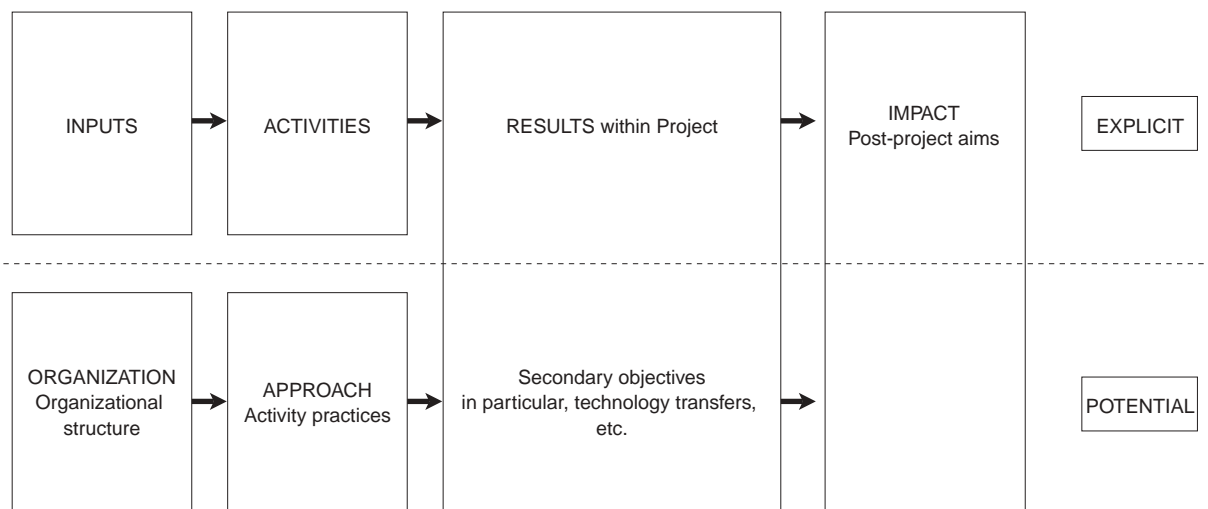 INPUTS
ACTIVITIES
RESULTS within Project
IMPACT
Post-project aims
EXPLICIT
ORGANIZATION
Organizational
structure
APPROACH
Activity practices
Secondary objectives
in particular, technology transfers,
etc.
POTENTIAL